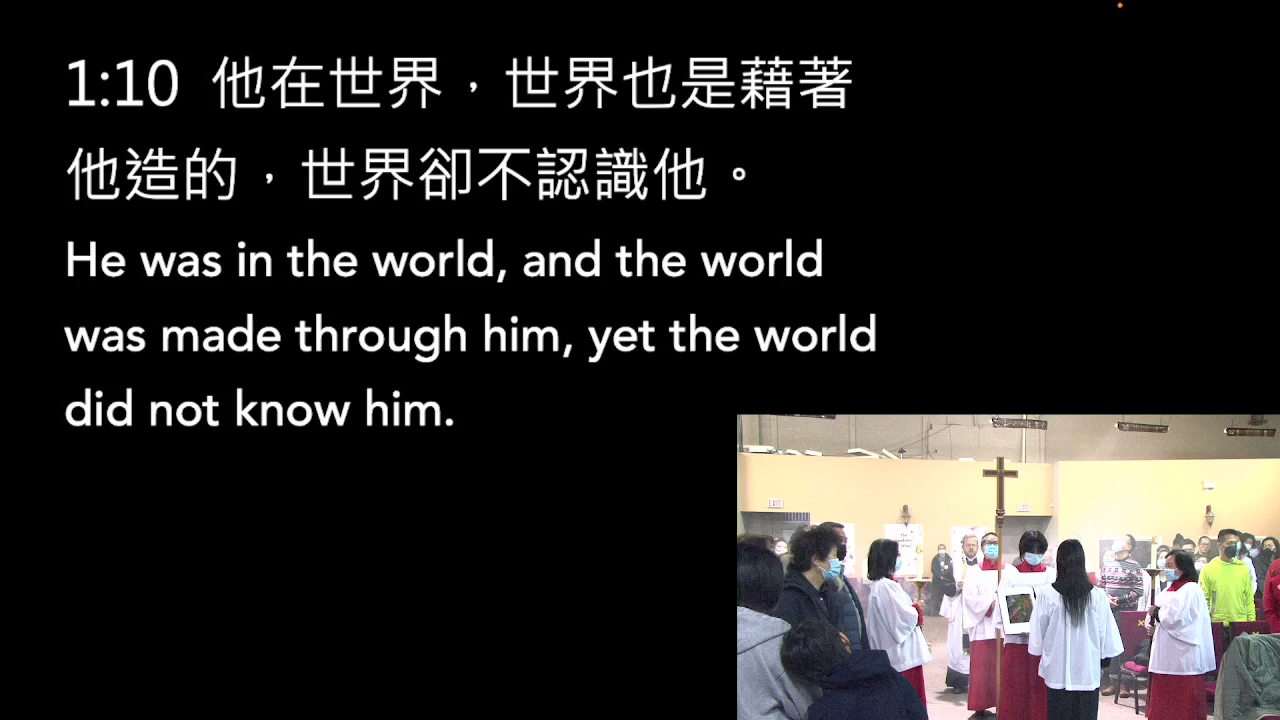 1:10 他在世界，世界也是藉著
他造的，世界卻不認識他。
He was in the world, and the world
was made through him, yet the world
did not know him.